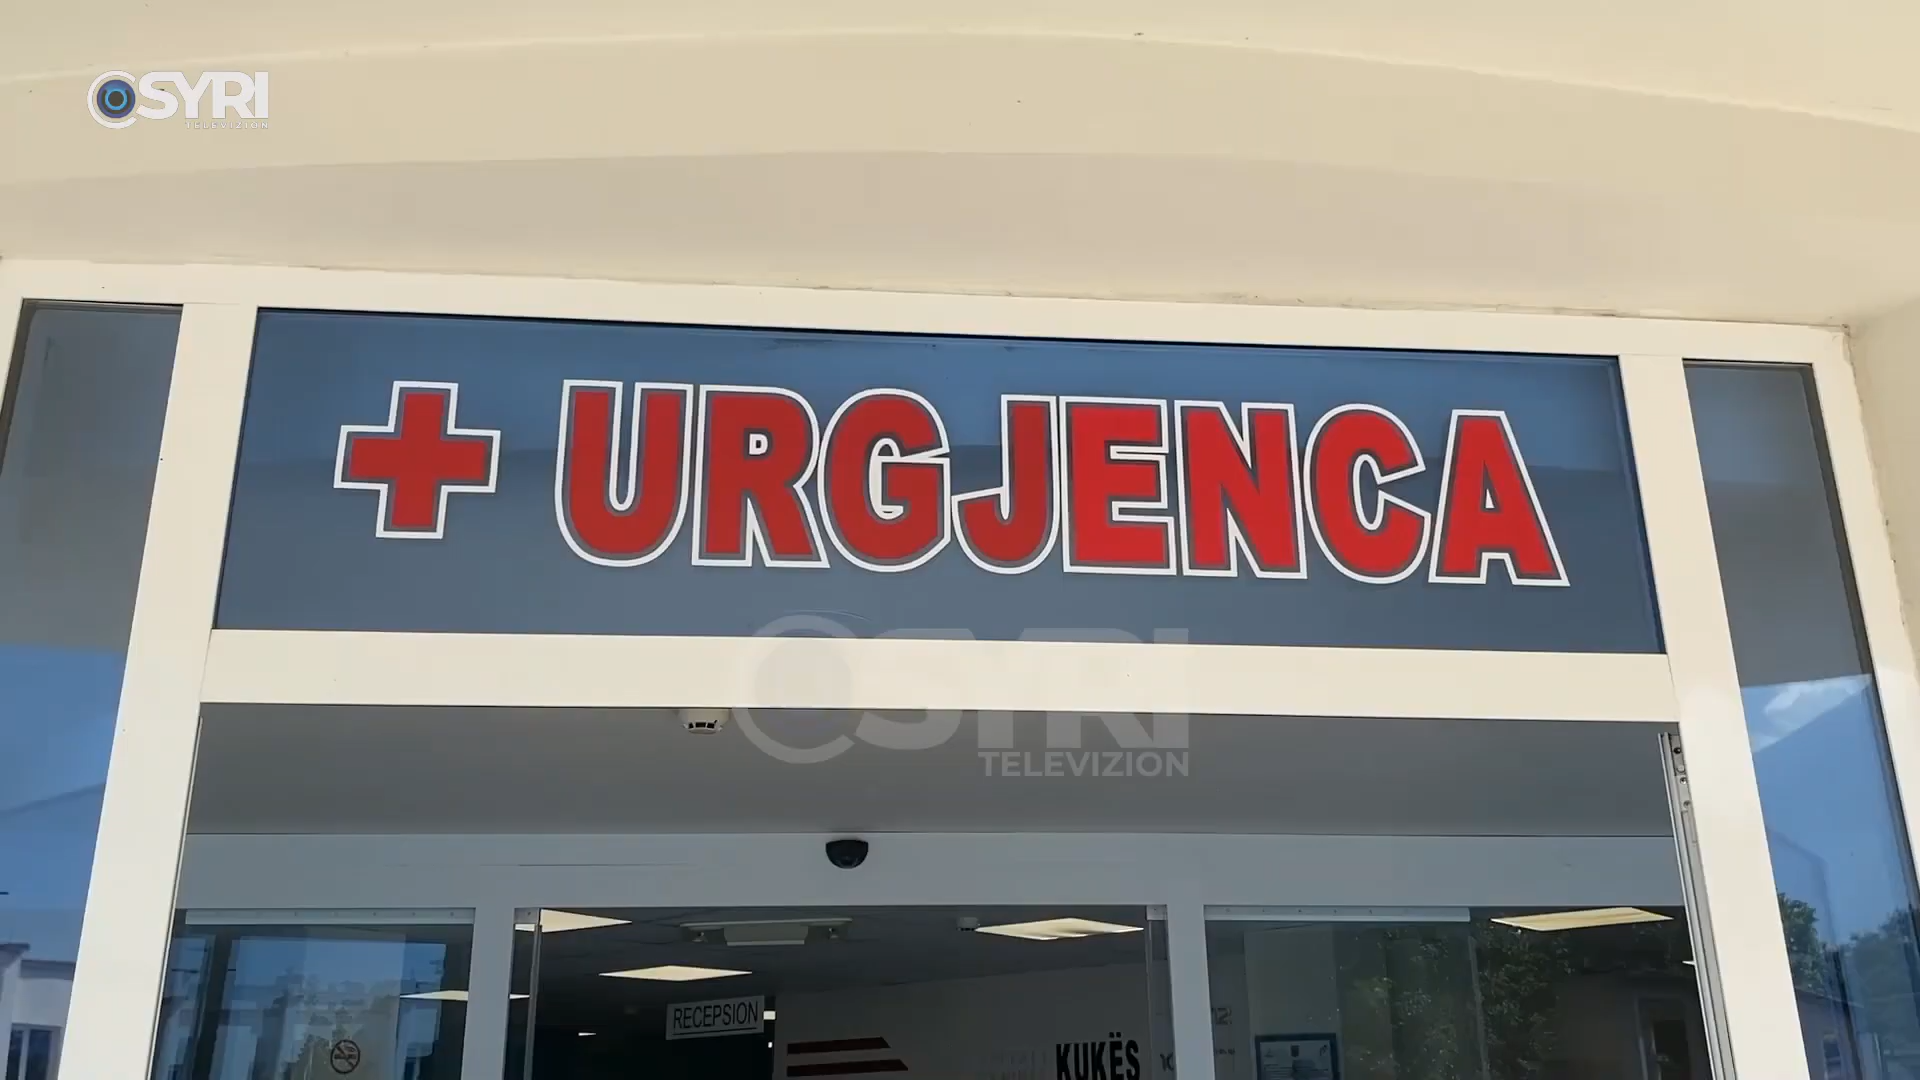 SYRI
TELEVIZION
URGJENCA
SYRI
TELEVIZION
RECEPSION
KUKËS